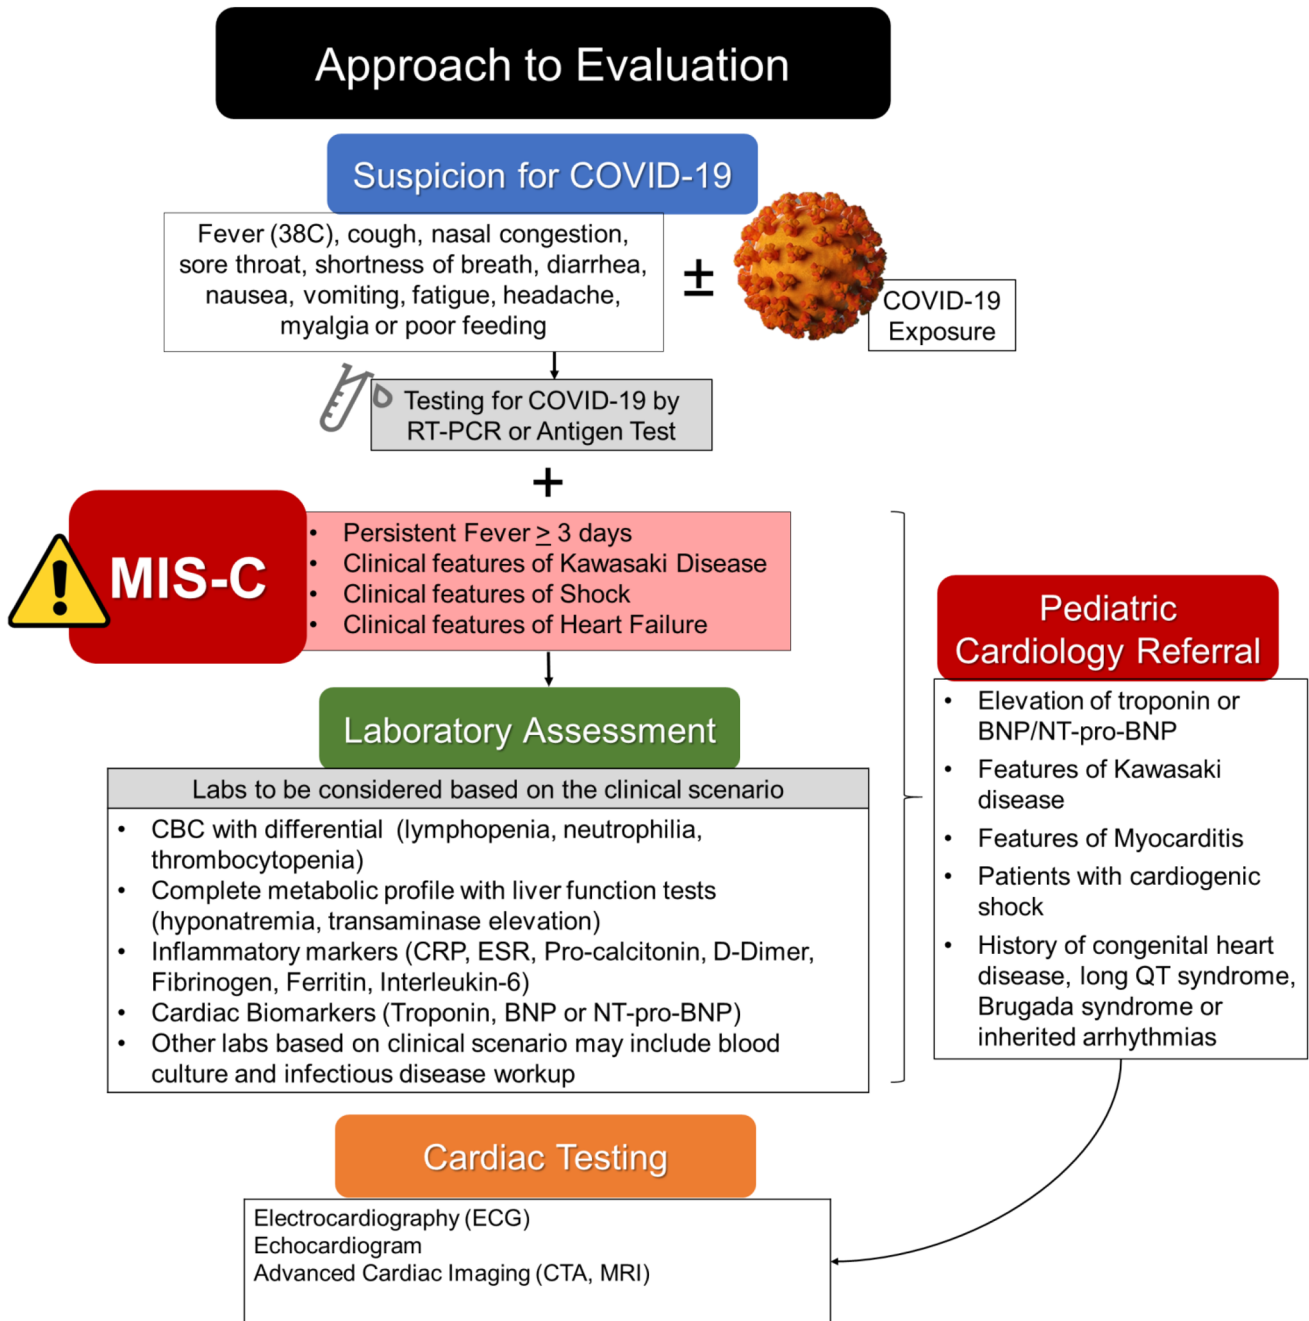 Approach to Evaluation
Suspicion for COVID-19
Fever (38C), cough, nasal congestion,
sore throat, shortness of breath, diarrhea,
nausea, vomiting, fatigue, headache,
myalgia or poor feeding
±
COVID-19
Exposure
Testing for COVID-19 by
RT-PCR or Antigen Test
+
MIS-C
• Persistent Fever ≥ 3 days
• Clinical features of Kawasaki Disease
• Clinical features of Shock
• Clinical features of Heart Failure
Laboratory Assessment
Labs to be considered based on the clinical scenario
• CBC with differential (lymphopenia, neutrophilia,
thrombocytopenia)
• Complete metabolic profile with liver function tests
(hyponatremia, transaminase elevation)
• Inflammatory markers (CRP, ESR, Pro-calcitonin, D-Dimer,
Fibrinogen, Ferritin, Interleukin-6)
• Cardiac Biomarkers (Troponin, BNP or NT-pro-BNP)
• Other labs based on clinical scenario may include blood
culture and infectious disease workup
Pediatric
Cardiology Referral
• Elevation of troponin or
BNP/NT-pro-BNP
• Features of Kawasaki
disease
• Features of Myocarditis
• Patients with cardiogenic
shock
• History of congenital heart
disease, long QT syndrome,
Brugada syndrome or
inherited arrhythmias
Cardiac Testing
Electrocardiography (ECG)
Echocardiogram
Advanced Cardiac Imaging (CTA, MRI)